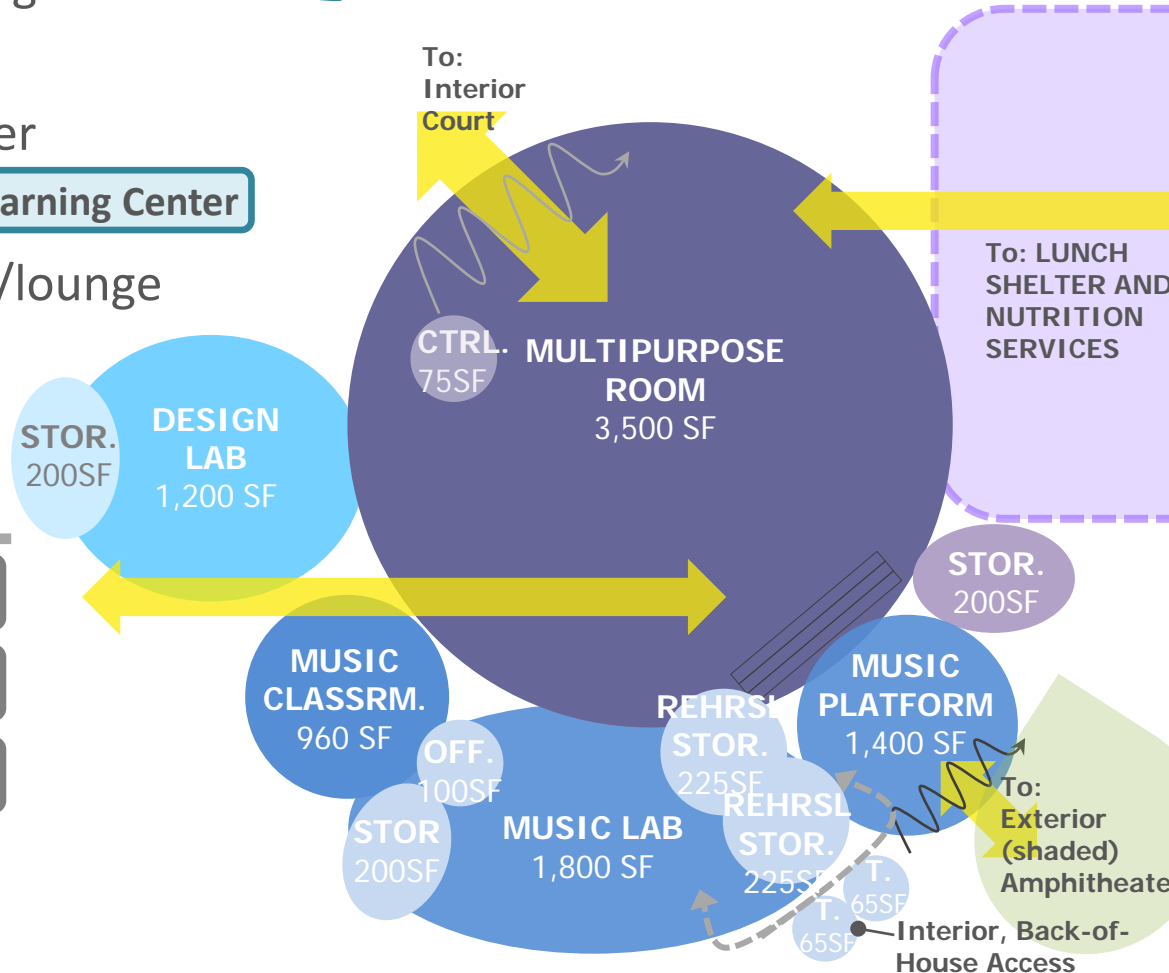 g
To:
Interior
Court
er
arning Center
/lounge
To: LUNCH
SHELTER AND
NUTRITION
SERVICES
CTRL.
75SF
MULTIPURPOSE
ROOM
3,500 SF
DESIGN
LAB
1,200 SF
STOR.
200SF
STOR.
200SF
MUSIC
CLASSRM.
960 SF
MUSIC
PLATFORM
1,400 SF
REHRSL
STOR.
225SF
OFF.
100SF
REHRSL
STOR.
225SF
STOR
200SF
MUSIC LAB
1,800 SF
To:
Exterior
(shaded)
Amphitheate
T.
65SF
T.
65SF
Interior, Back-of-
House Access